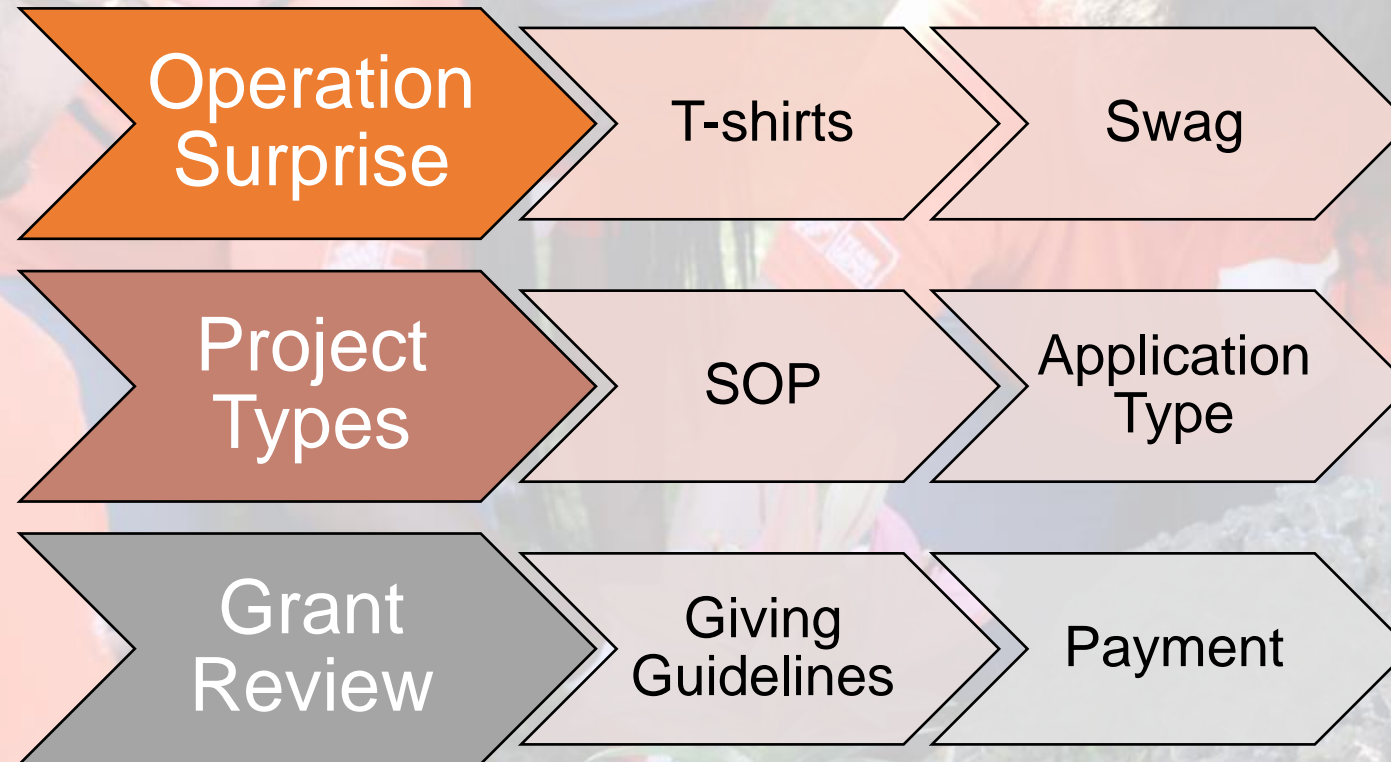 Operation
Surprise
T-shirts
Swag
Project
Types
SOP
Application
Type
Grant
Review
Giving
Guidelines
Payment